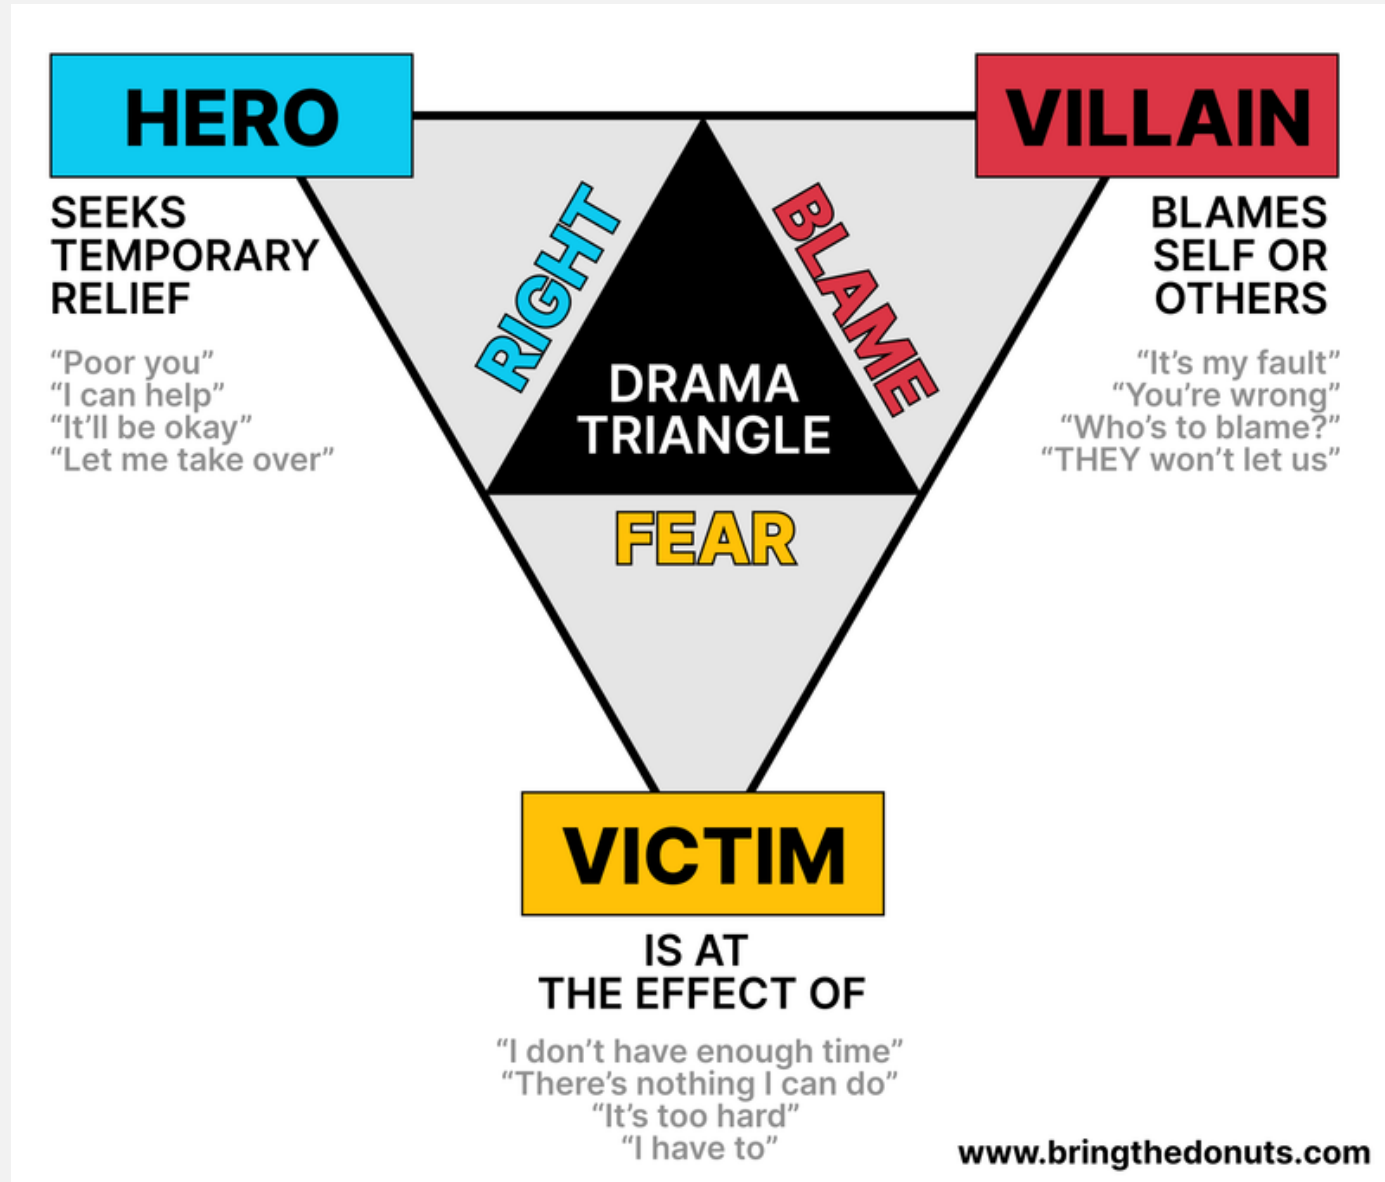 HERO
SEEKS
TEMPORARY
RELIEF
“Poor you”
“I can help”
“It’ll be okay”
“Let me take over”
VILLAIN
BLAMES
SELF OR
OTHERS
“It’s my fault”
“You’re wrong”
“Who’s to blame?”
“THEY won’t let us”
RIGHT
BLAME
DRAMA
TRIANGLE
FEAR
VICTIM
IS AT
THE EFFECT OF
“I don’t have enough time”
“There’s nothing I can do”
“It’s too hard”
“I have to”
www.bringthedonuts.com